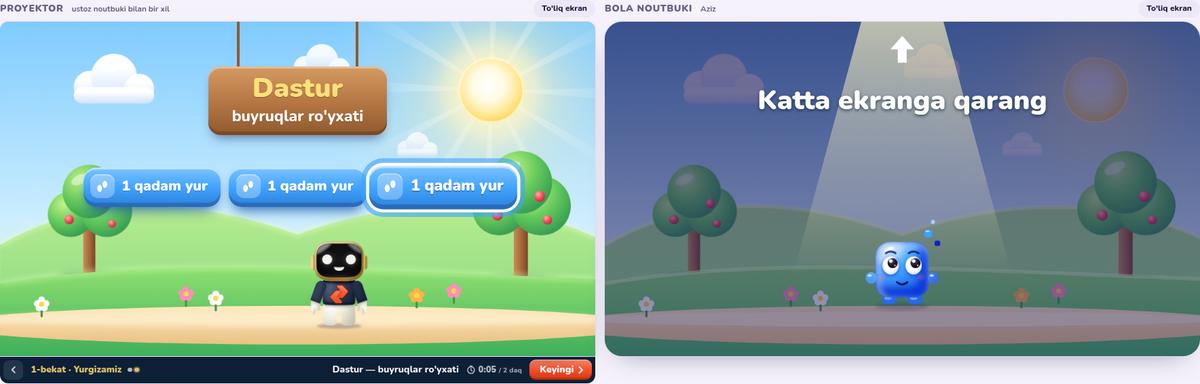 PROYEKTOR ustoz noutbuki bilan bir xil To'liq ekran
Dastur
buyruqlar ro'yxati
1 qadam yur 1 qadam yur 1 qadam yur
1-bekat · Yurgizamiz Dastur — buyruqlar ro'yxati 0:05 / 2 daq Keyingi
BOLA NOUTBUKI Aziz To'liq ekran
Katta ekranga qarang